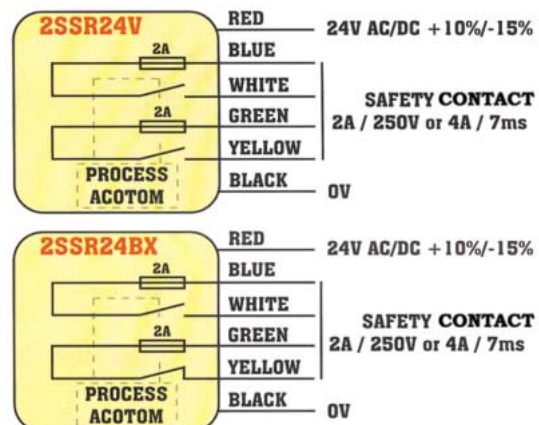 2SSR24V
RED
24V AC/DC +10%/-15%
2A
BLUE
WHITE
SAFETY CONTACT
2A
GREEN
2A / 250V or 4A / 7ms
YELLOW
PROCESS
ACOTOM
BLACK
0V
2SSR24BX
RED
24V AC/DC +10%/-15%
2A
BLUE
WHITE
SAFETY CONTACT
2A
GREEN
2A / 250V or 4A / 7ms
YELLOW
PROCESS
ACOTOM
BLACK
0V